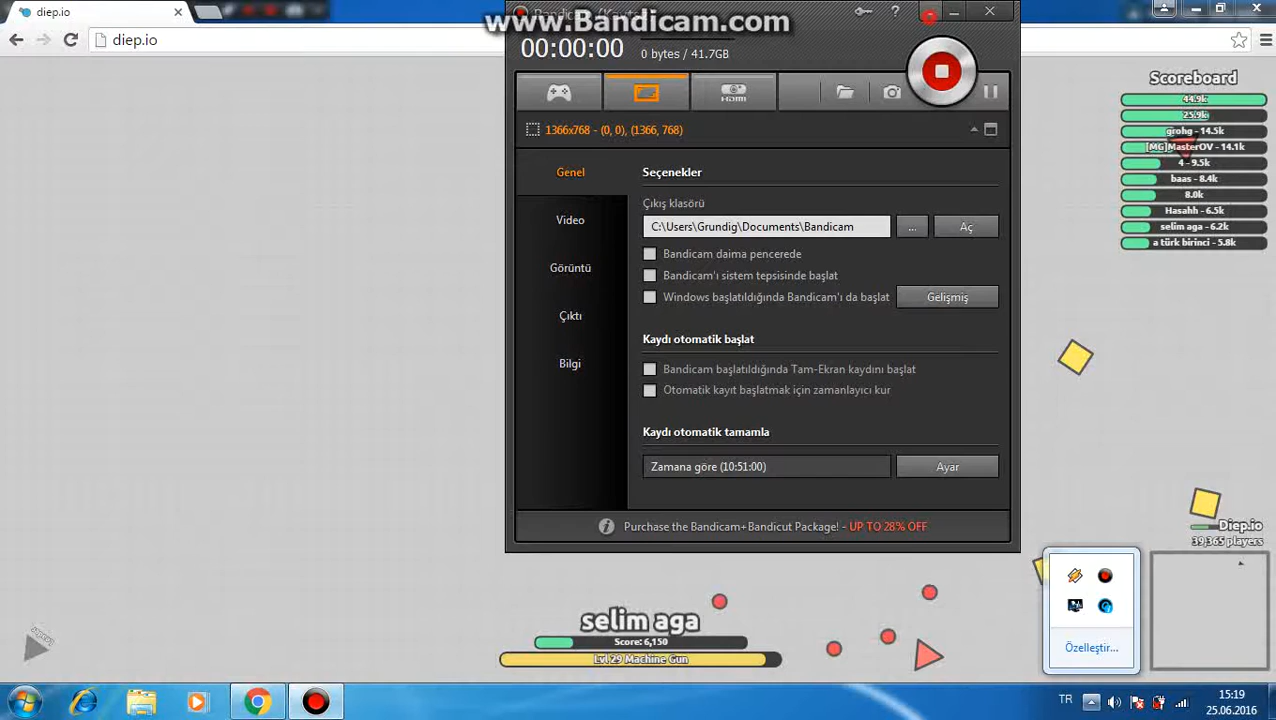 diep.io
www.Bandicam.com
diep.io
00:00:00
0 bytes / 41.7GB
HDMI
1366x768 - (0, 0), (1366, 768)
Genel
Video
Görüntü
Çıktı
Bilgi
Seçenekler
Çıkış klasörü
C:\Users\Grundig\Documents\Bandicam
...
Aç
Bandicam daima pencerede
Bandicam'ı sistem tepsisinde başlat
Windows başlatıldığında Bandicam'ı da başlat
Gelişmiş
Kaydı otomatik başlat
Bandicam başlatıldığında Tam-Ekran kaydını başlat
Otomatik kayıt başlatmak için zamanlayıcı kur
Kaydı otomatik tamamla
Zamana göre (10:51:00)
Ayar
Purchase the Bandicam+Bandicut Package! - UP TO 28% OFF
Scoreboard
44.9k
25.9k
grohg - 14.5k
[MG]MasterOV - 14.1k
4 - 9.5k
baas - 8.4k
8.0k
Hasahh - 6.5k
selim aga - 6.2k
a türk birinci - 5.8k
Diep.io
39,365 players
selim aga
Score: 6,150
Lvl 29 Machine Gun
Özelleştir...
TR
15:19
25.06.2016